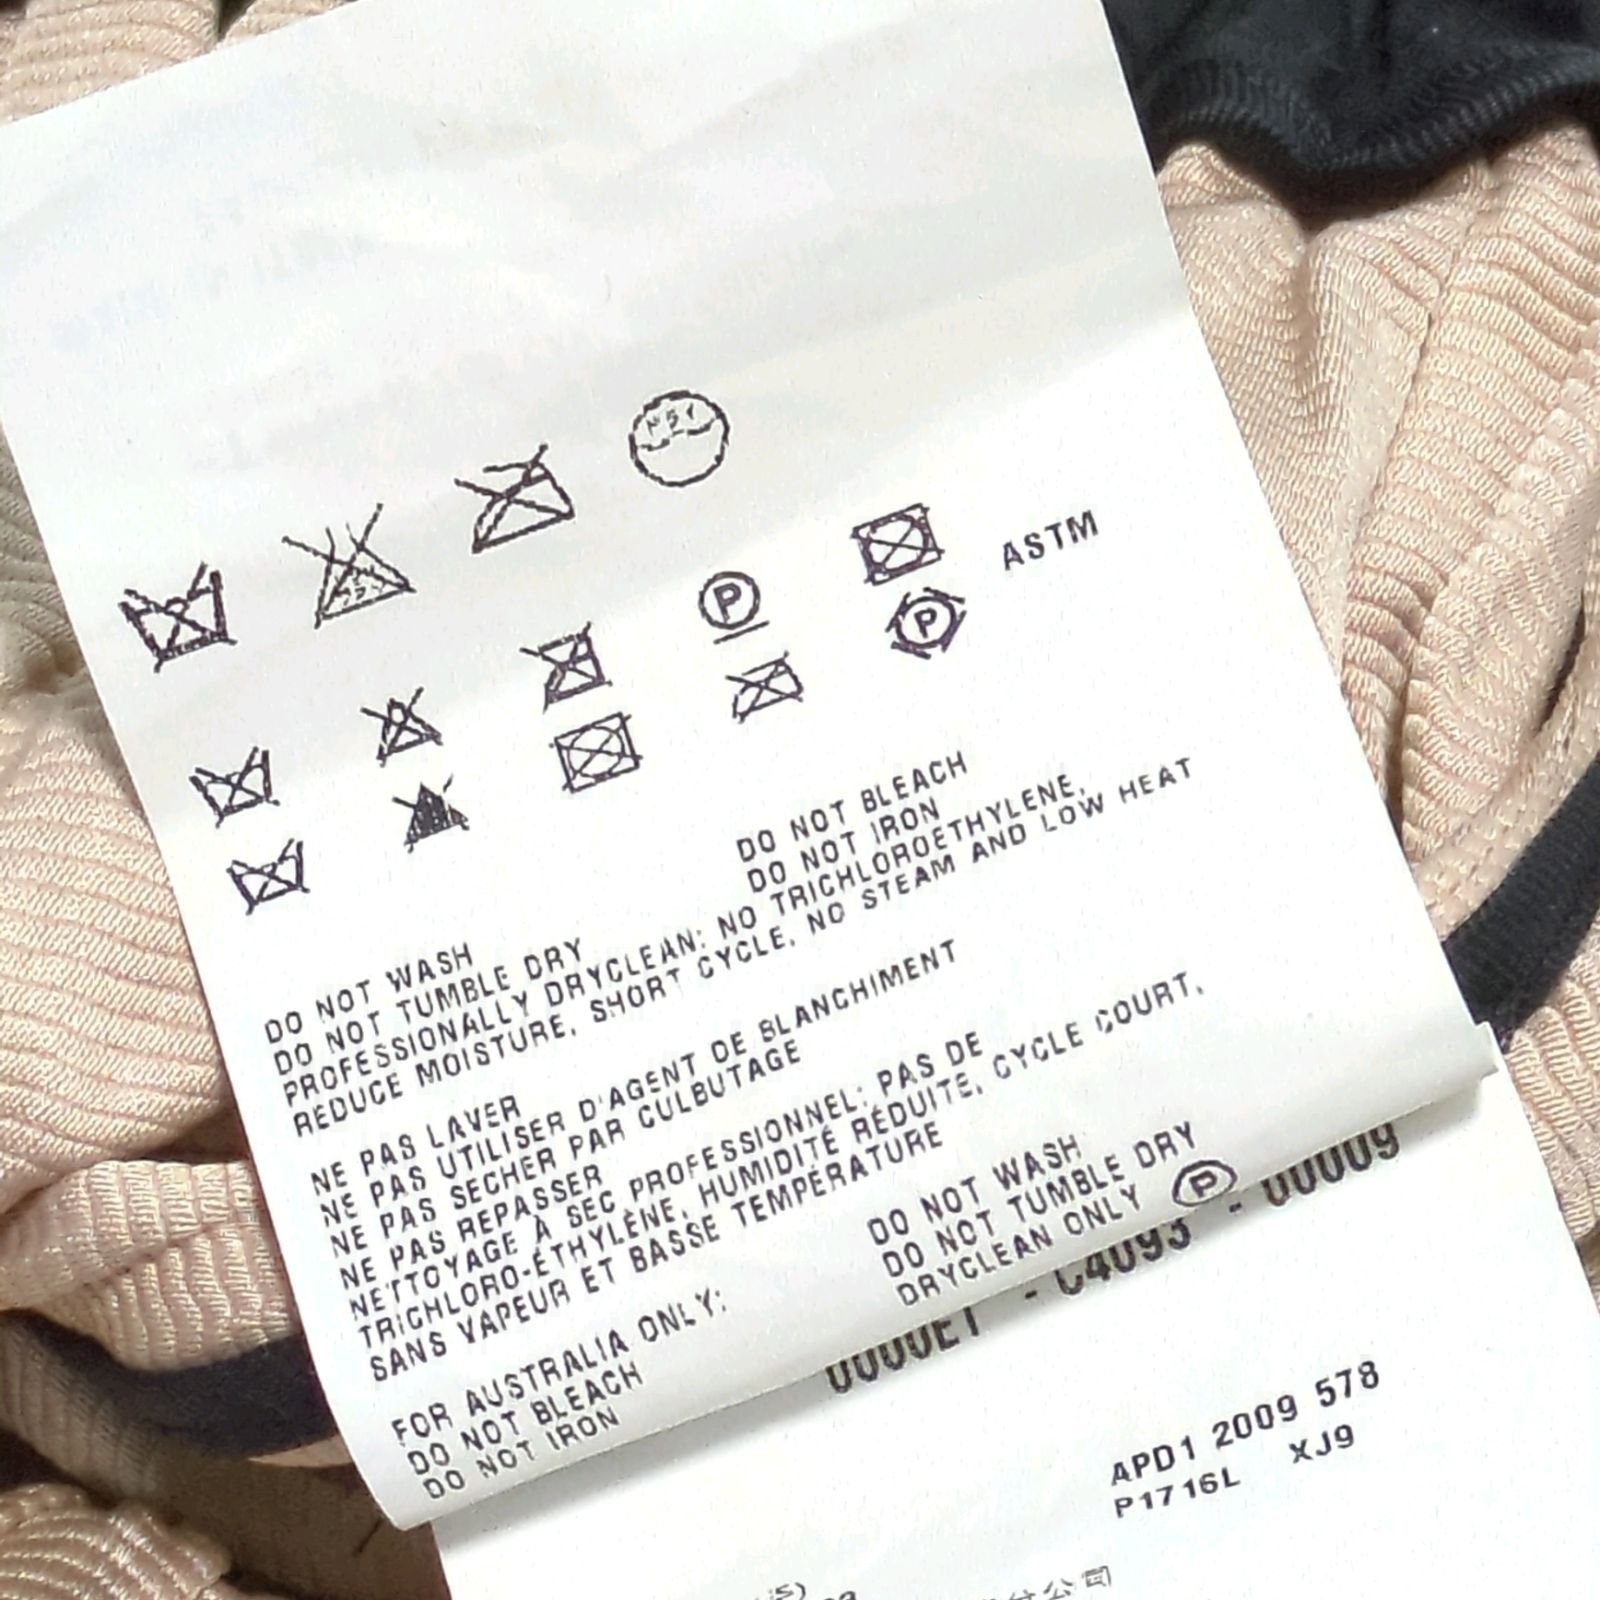 ASTM
DO NOT WASH DO NOT BLEACH
DO NOT TUMBLE DRY DO NOT IRON
PROFESSIONALLY DRYCLEAN: NO TRICHLOROETHYLENE,
REDUCE MOISTURE, SHORT CYCLE, NO STEAM AND LOW HEAT
NE PAS LAVER
NE PAS UTILISER D'AGENT DE BLANCHIMENT
NE PAS SECHER PAR CULBUTAGE
NE PAS REPASSER
NETTOYAGE À SEC PROFESSIONNEL: PAS DE
TRICHLORO-ÉTHYLÈNE, HUMIDITÉ RÉDUITE, CYCLE COURT,
SANS VAPEUR ET BASSE TEMPÉRATURE
FOR AUSTRALIA ONLY: DO NOT WASH
DO NOT BLEACH DO NOT TUMBLE DRY
DO NOT IRON DRYCLEAN ONLY P
0000E1 - C4093 - 00009
APD1 2009 578
P1716L XJ9